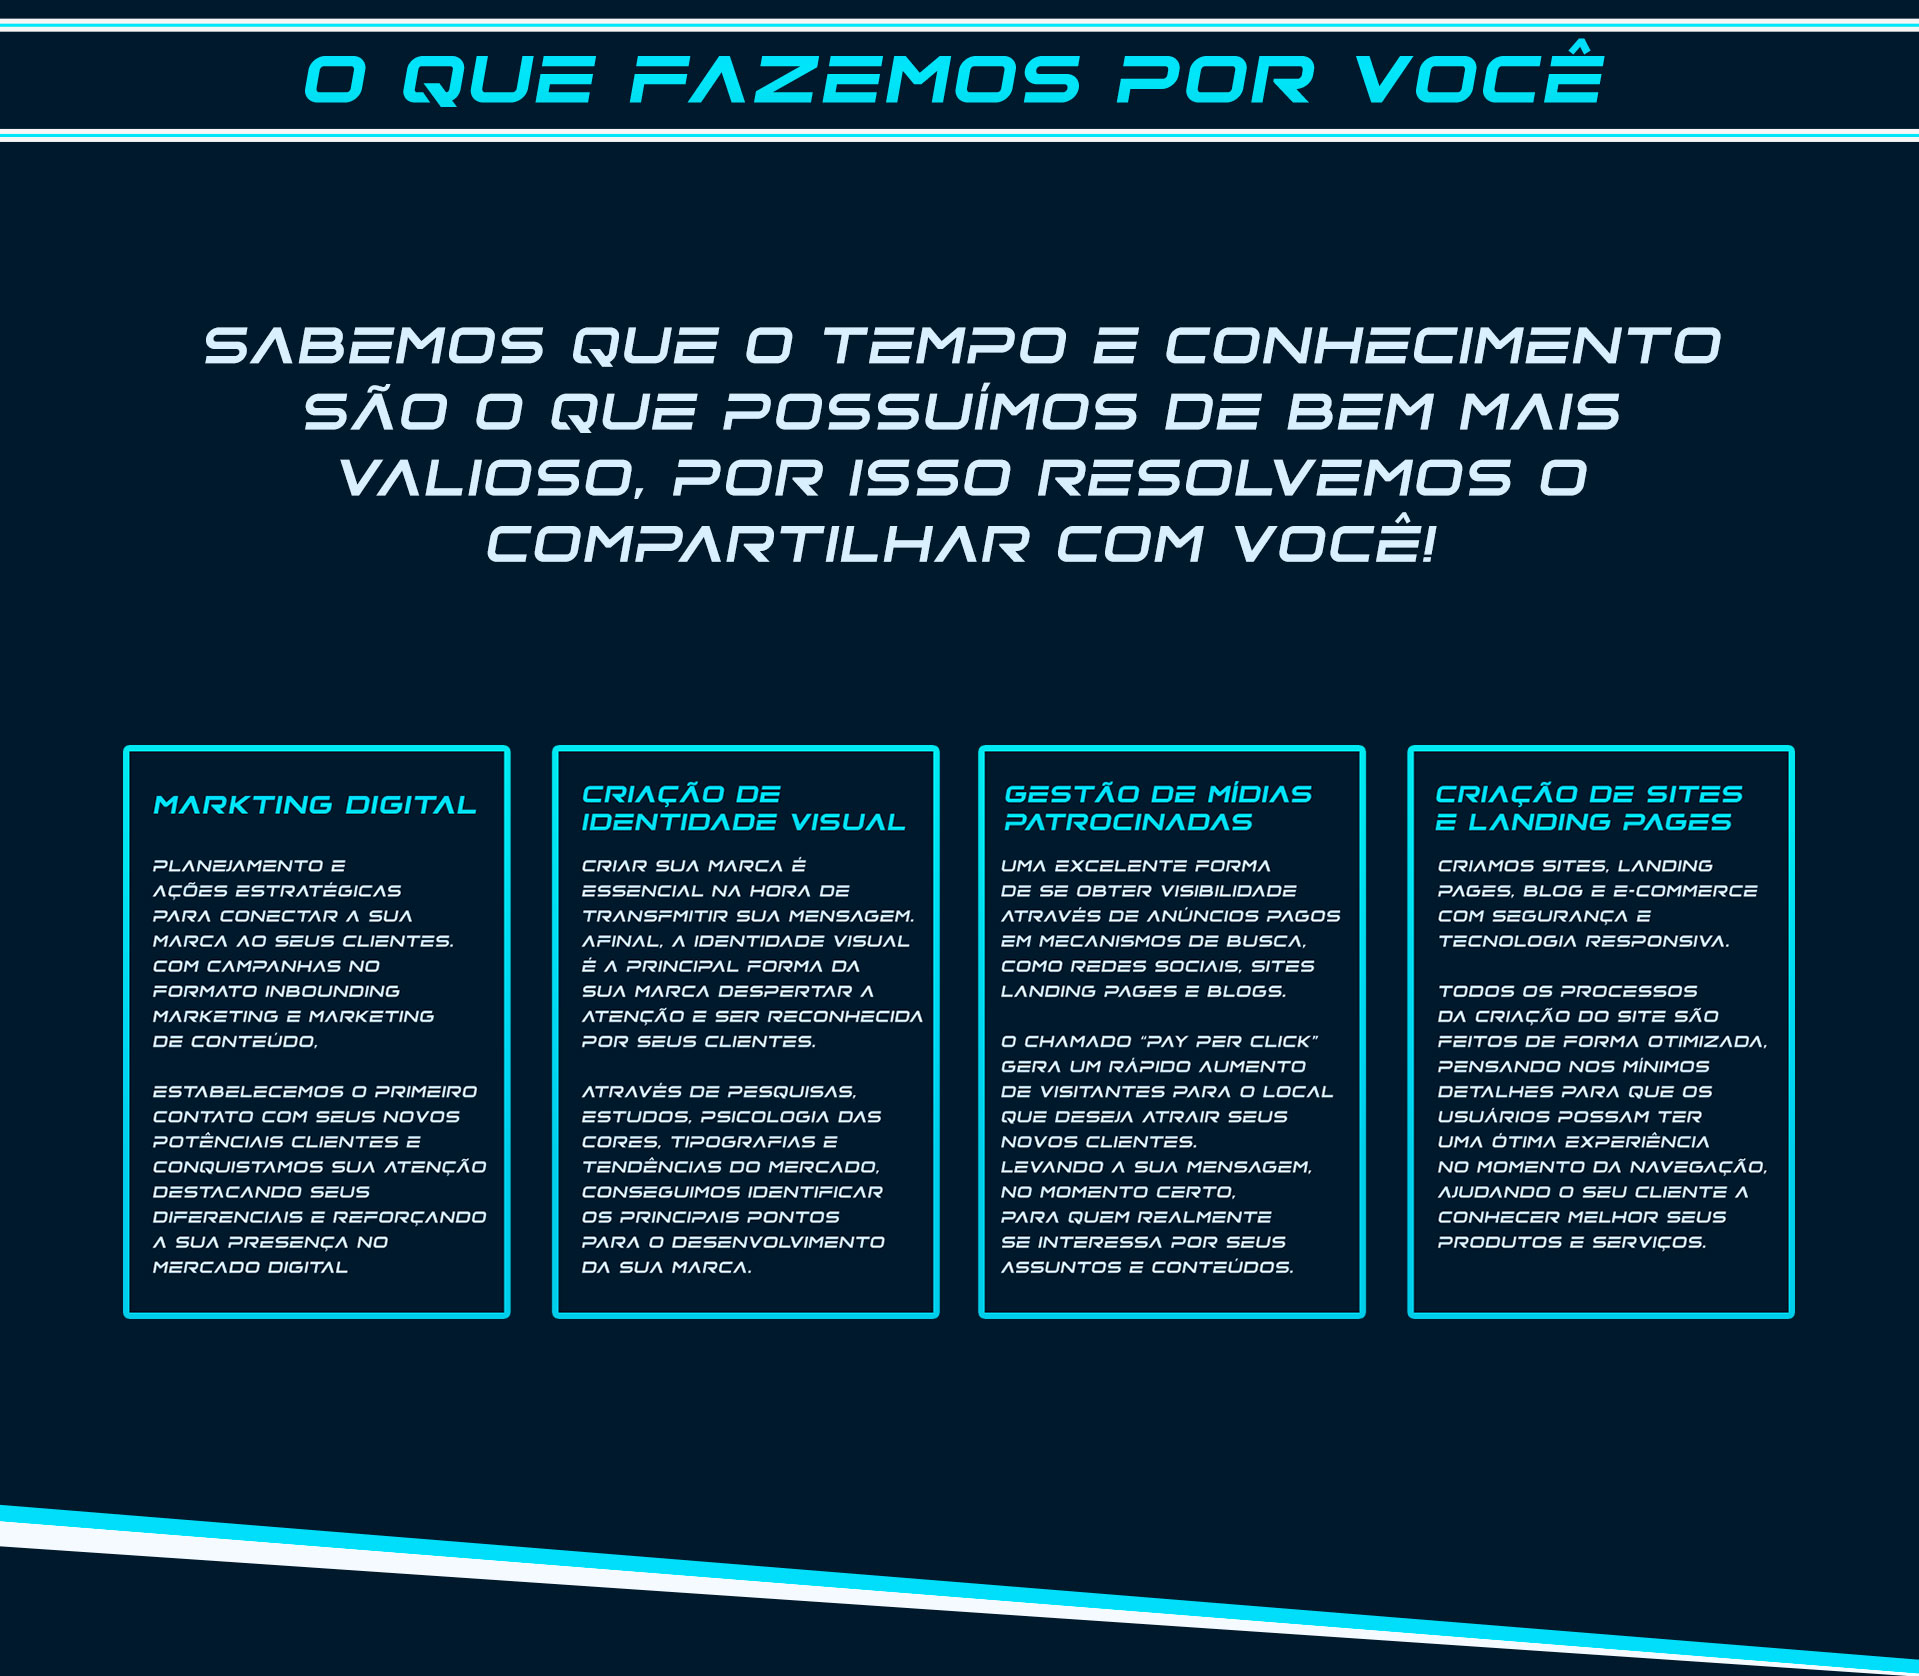 O QUE FAZEMOS POR VOCÊ
SABEMOS QUE O TEMPO E CONHECIMENTO
SÃO O QUE POSSUÍMOS DE BEM MAIS
VALIOSO, POR ISSO RESOLVEMOS O
COMPARTILHAR COM VOCÊ!
MARKTING DIGITAL
PLANEJAMENTO E
AÇÕES ESTRATÉGICAS
PARA CONECTAR A SUA
MARCA AO SEUS CLIENTES.
COM CAMPANHAS NO
FORMATO INBOUNDING
MARKETING E MARKETING
DE CONTEÚDO,
ESTABELECEMOS O PRIMEIRO
CONTATO COM SEUS NOVOS
POTÊNCIAIS CLIENTES E
CONQUISTAMOS SUA ATENÇÃO
DESTACANDO SEUS
DIFERENCIAIS E REFORÇANDO
A SUA PRESENÇA NO
MERCADO DIGITAL
CRIAÇÃO DE
IDENTIDADE VISUAL
CRIAR SUA MARCA É
ESSENCIAL NA HORA DE
TRANSFMITIR SUA MENSAGEM.
AFINAL, A IDENTIDADE VISUAL
É A PRINCIPAL FORMA DA
SUA MARCA DESPERTAR A
ATENÇÃO E SER RECONHECIDA
POR SEUS CLIENTES.
ATRAVÉS DE PESQUISAS,
ESTUDOS, PSICOLOGIA DAS
CORES, TIPOGRAFIAS E
TENDÊNCIAS DO MERCADO,
CONSEGUIMOS IDENTIFICAR
OS PRINCIPAIS PONTOS
PARA O DESENVOLVIMENTO
DA SUA MARCA.
GESTÃO DE MÍDIAS
PATROCINADAS
UMA EXCELENTE FORMA
DE SE OBTER VISIBILIDADE
ATRAVÉS DE ANÚNCIOS PAGOS
EM MECANISMOS DE BUSCA,
COMO REDES SOCIAIS, SITES
LANDING PAGES E BLOGS.
O CHAMADO “PAY PER CLICK”
GERA UM RÁPIDO AUMENTO
DE VISITANTES PARA O LOCAL
QUE DESEJA ATRAIR SEUS
NOVOS CLIENTES.
LEVANDO A SUA MENSAGEM,
NO MOMENTO CERTO,
PARA QUEM REALMENTE
SE INTERESSA POR SEUS
ASSUNTOS E CONTEÚDOS.
CRIAÇÃO DE SITES
E LANDING PAGES
CRIAMOS SITES, LANDING
PAGES, BLOG E E-COMMERCE
COM SEGURANÇA E
TECNOLOGIA RESPONSIVA.
TODOS OS PROCESSOS
DA CRIAÇÃO DO SITE SÃO
FEITOS DE FORMA OTIMIZADA,
PENSANDO NOS MÍNIMOS
DETALHES PARA QUE OS
USUÁRIOS POSSAM TER
UMA ÓTIMA EXPERIÊNCIA
NO MOMENTO DA NAVEGAÇÃO,
AJUDANDO O SEU CLIENTE A
CONHECER MELHOR SEUS
PRODUTOS E SERVIÇOS.